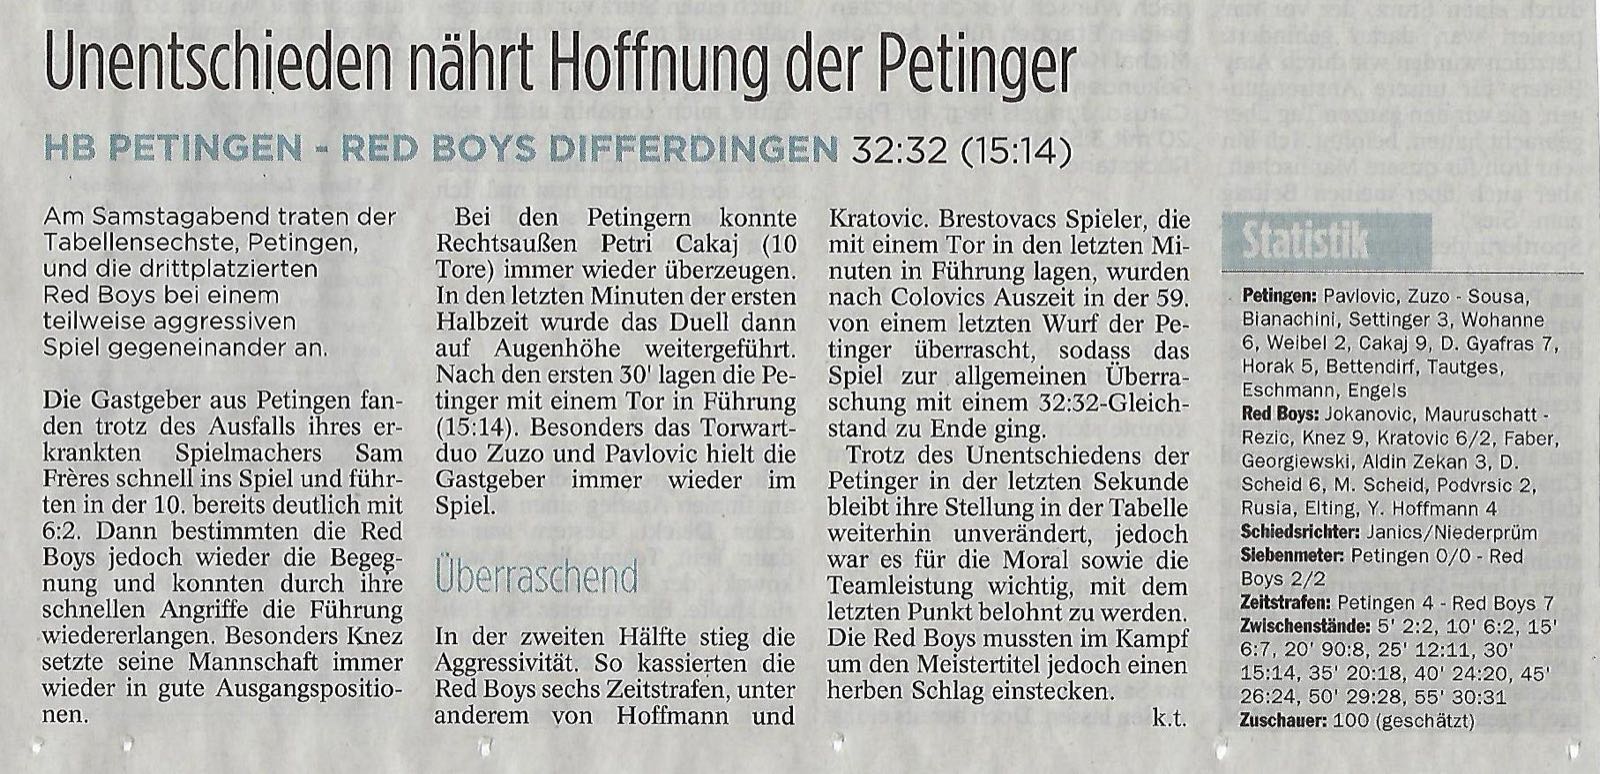 Unentschieden nährt Hoffnung der Petinger
HB PETINGEN - RED BOYS DIFFERDINGEN 32:32 (15:14)
Am Samstagabend traten der
Tabellensechste, Petingen,
und die drittplatzierten
Red Boys bei einem
teilweise aggressiven
Spiel gegeneinander an.
Die Gastgeber aus Petingen fan-
den trotz des Ausfalls ihres er-
krankten Spielmachers Sam
Frères schnell ins Spiel und führ-
ten in der 10. bereits deutlich mit
6:2. Dann bestimmten die Red
Boys jedoch wieder die Begeg-
nung und konnten durch ihre
schnellen Angriffe die Führung
wiedererlangen. Besonders Knez
setzte seine Mannschaft immer
wieder in gute Ausgangspositio-
nen.
Bei den Petingern konnte
Rechtsaußen Petri Cakaj (10
Tore) immer wieder überzeugen.
In den letzten Minuten der ersten
Halbzeit wurde das Duell dann
auf Augenhöhe weitergeführt.
Nach den ersten 30' lagen die Pe-
tinger mit einem Tor in Führung
(15:14). Besonders das Torwart-
duo Zuzo und Pavlovic hielt die
Gastgeber immer wieder im
Spiel.
Überraschend
In der zweiten Hälfte stieg die
Aggressivität. So kassierten die
Red Boys sechs Zeitstrafen, unter
anderem von Hoffmann und
Kratovic. Brestovacs Spieler, die
mit einem Tor in den letzten Mi-
nuten in Führung lagen, wurden
nach Colovics Auszeit in der 59.
von einem letzten Wurf der Pe-
tinger überrascht, sodass das
Spiel zur allgemeinen Überra-
schung mit einem 32:32-Gleich-
stand zu Ende ging.
Trotz des Unentschiedens der
Petinger in der letzten Sekunde
bleibt ihre Stellung in der Tabelle
weiterhin unverändert, jedoch
war es für die Moral sowie die
Teamleistung wichtig, mit dem
letzten Punkt belohnt zu werden.
Die Red Boys mussten im Kampf
um den Meistertitel jedoch einen
herben Schlag einstecken.
k.t.
Statistik
Petingen: Pavlovic, Zuzo - Sousa,
Bianachini, Settinger 3, Wohanne
6, Weibel 2, Cakaj 9, D. Gyafras 7,
Horak 5, Bettendirf, Tautges,
Eschmann, Engels
Red Boys: Jokanovic, Mauruschatt -
Rezic, Knez 9, Kratovic 6/2, Faber,
Georgiewski, Aldin Zekan 3, D.
Scheid 6, M. Scheid, Podvrsic 2,
Rusia, Elting, Y. Hoffmann 4
Schiedsrichter: Janics/Niederprüm
Siebenmeter: Petingen 0/0 - Red
Boys 2/2
Zeitstrafen: Petingen 4 - Red Boys 7
Zwischenstände: 5' 2:2, 10' 6:2, 15'
6:7, 20' 90:8, 25' 12:11, 30'
15:14, 35' 20:18, 40' 24:20, 45'
26:24, 50' 29:28, 55' 30:31
Zuschauer: 100 (geschätzt)